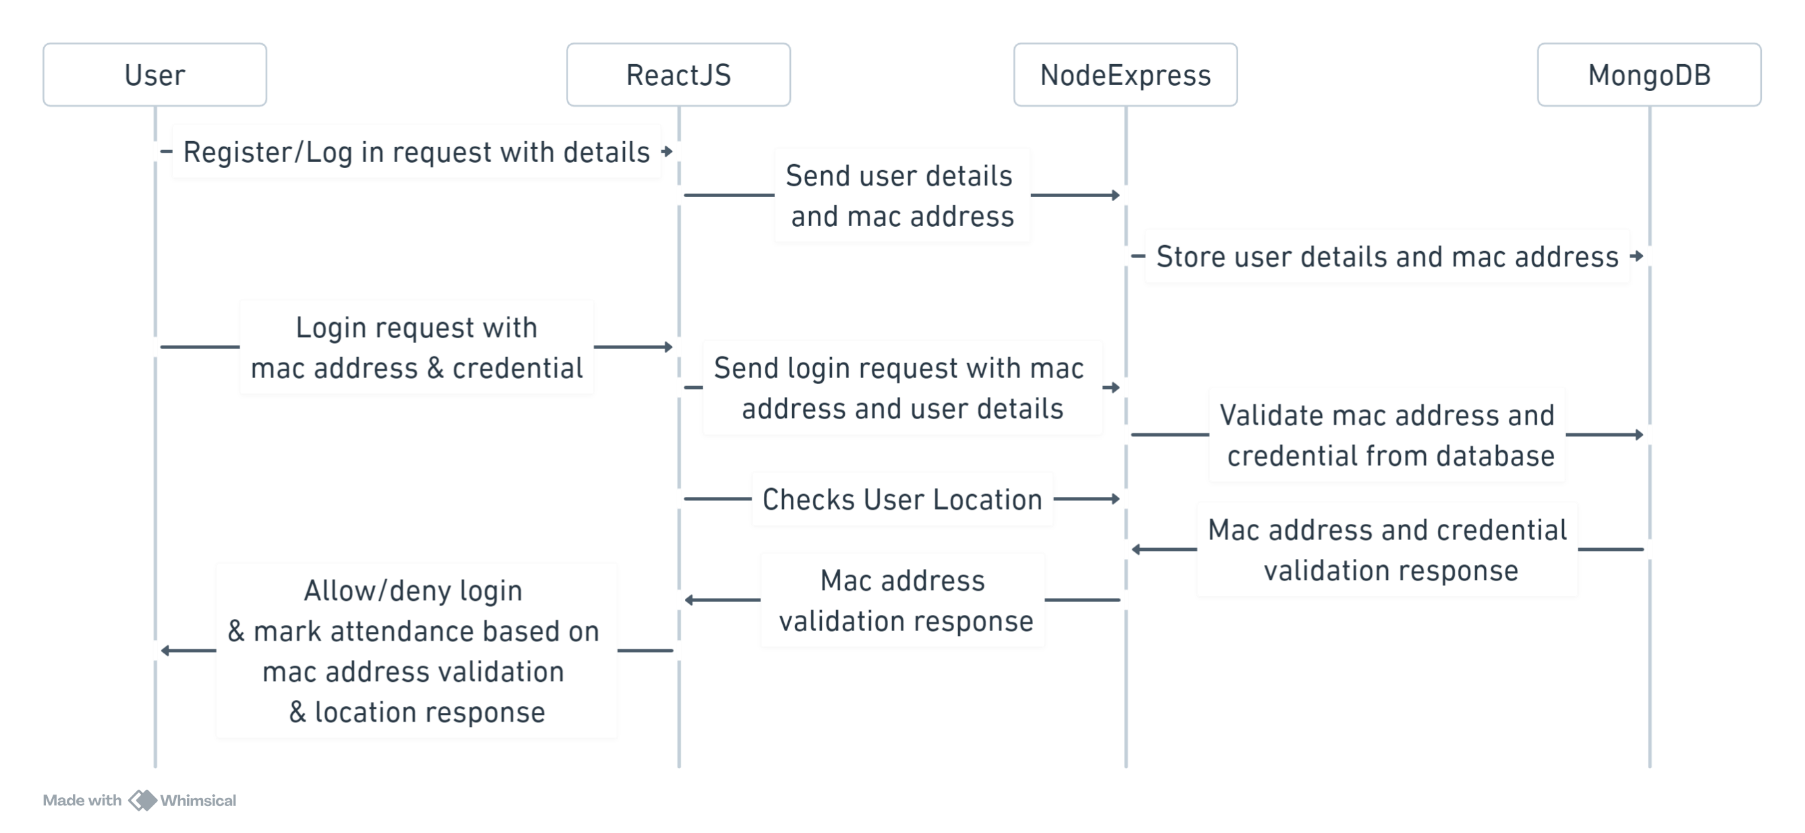 User
ReactJS
NodeExpress
MongoDB
Register/Log in request with details
Send user details
and mac address
Store user details and mac address
Login request with
mac address & credential
Send login request with mac
address and user details
Validate mac address and
credential from database
Checks User Location
Mac address and credential
validation response
Mac address
validation response
Allow/deny login
& mark attendance based on
mac address validation
& location response
Made with Whimsical